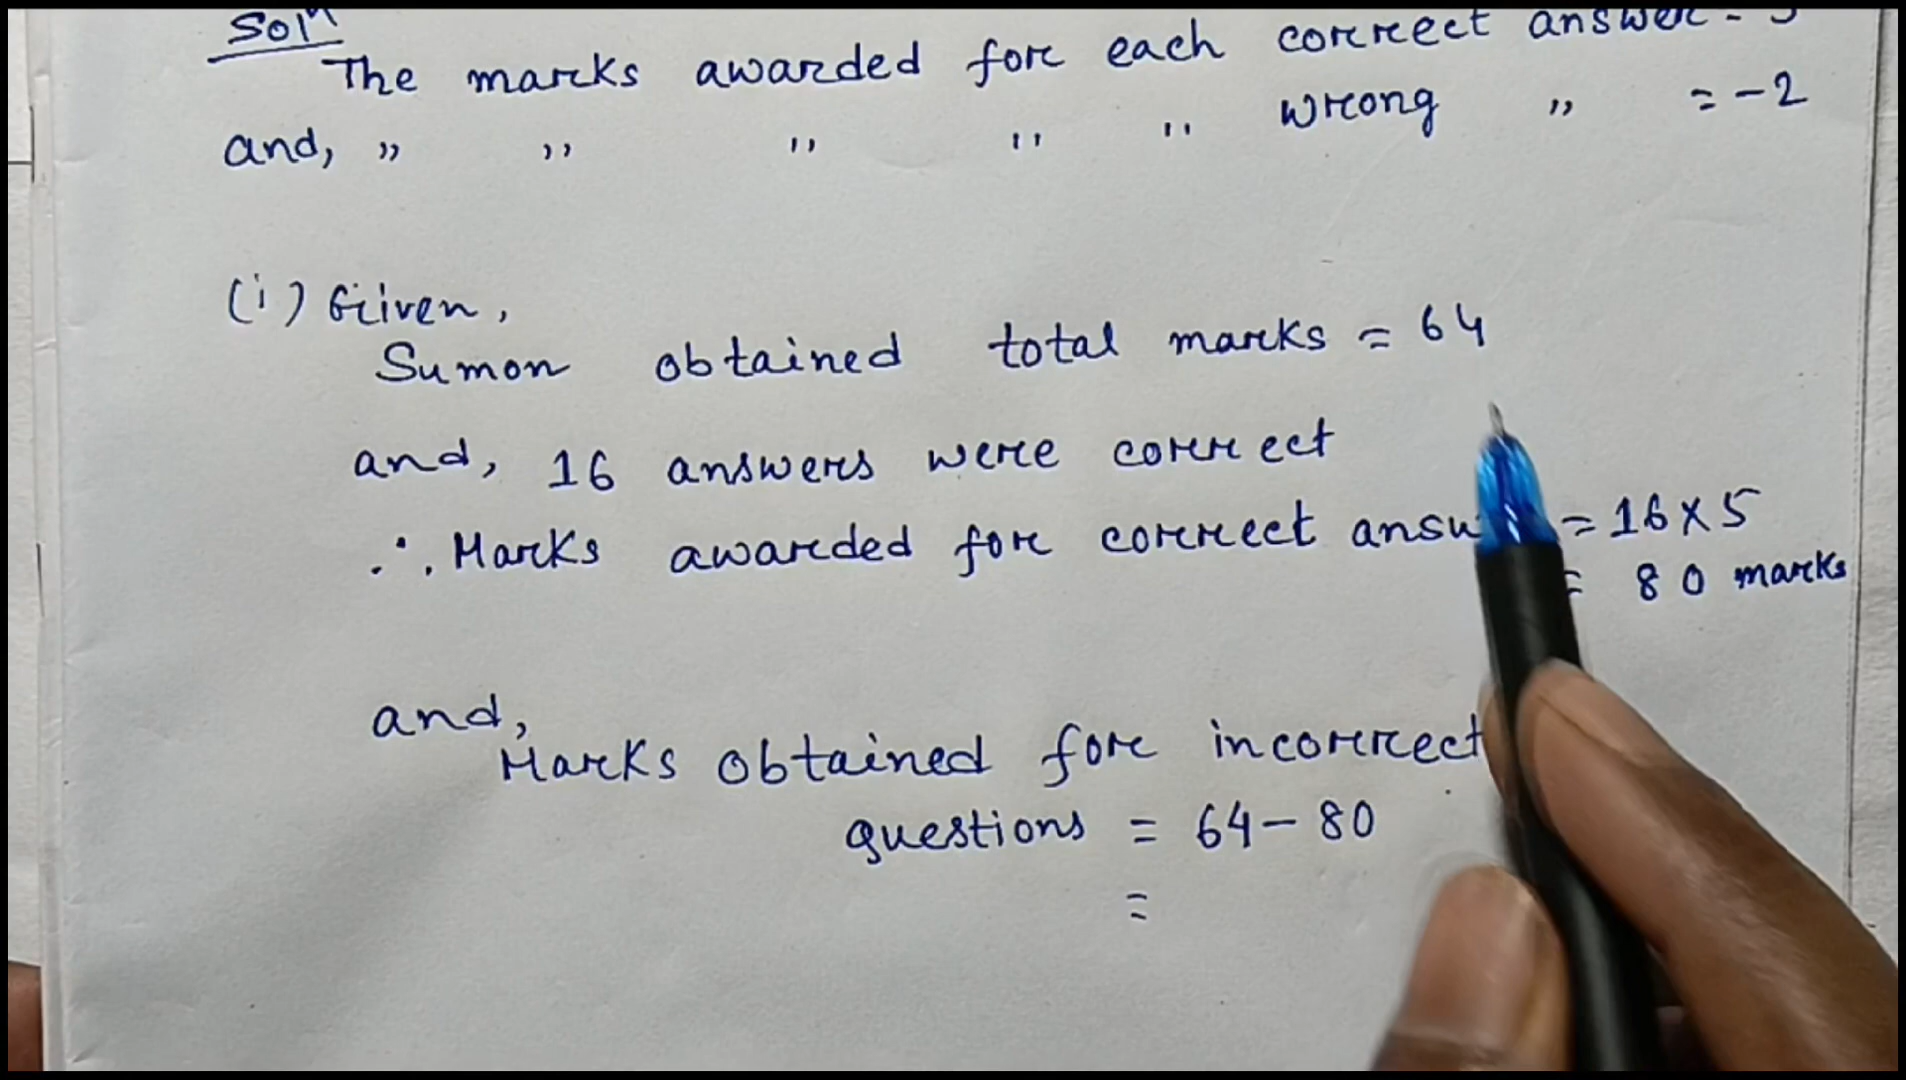 Solⁿ
The marks awarded for each correct answer = 5
and, ,, ,, ,, ,, ,, wrong ,, = -2
(i) Given,
Sumon obtained total marks = 64
and, 16 answers were correct
∴ Marks awarded for correct answ = 16 × 5
= 80 marks
and,
Marks obtained for incorrect
questions = 64 - 80
=